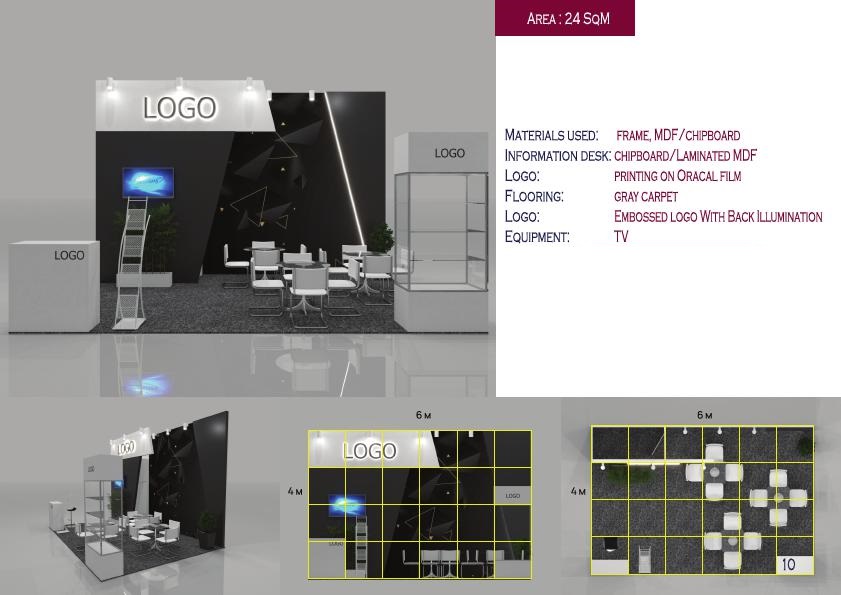 AREA : 24 SQM
LOGO
LOGO
LOGO
MATERIALS USED: FRAME, MDF/CHIPBOARD
INFORMATION DESK: CHIPBOARD/LAMINATED MDF
LOGO: PRINTING ON ORACAL FILM
FLOORING: GRAY CARPET
LOGO: EMBOSSED LOGO WITH BACK ILLUMINATION
EQUIPMENT: TV
LOGO
LOGO
6 м
4 м
LOGO
LOGO
LOGO
6 м
4 м
10